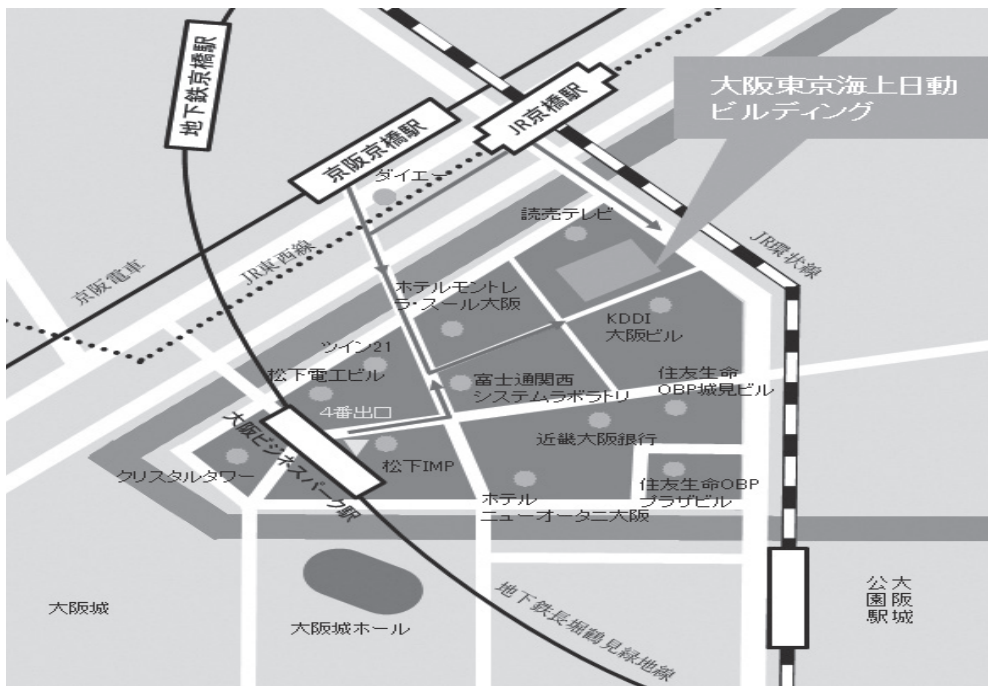 地下鉄京橋駅
京阪京橋駅
JR京橋駅
大阪東京海上日動
ビルディング
ダイエー
読売テレビ
京阪電車
JR東西線
JR環状線
ホテルモントレ
ラ・スール大阪
KDDI
大阪ビル
ツイン21
松下電工ビル
富士通関西
システムラボラトリ
住友生命
OBP城見ビル
4番出口
大阪ビジネスパーク駅
近畿大阪銀行
クリスタルタワー
松下IMP
住友生命OBP
プラザビル
ホテル
ニューオータニ大阪
大阪城
大阪城ホール
地下鉄長堀鶴見緑地線
大阪城
公園駅